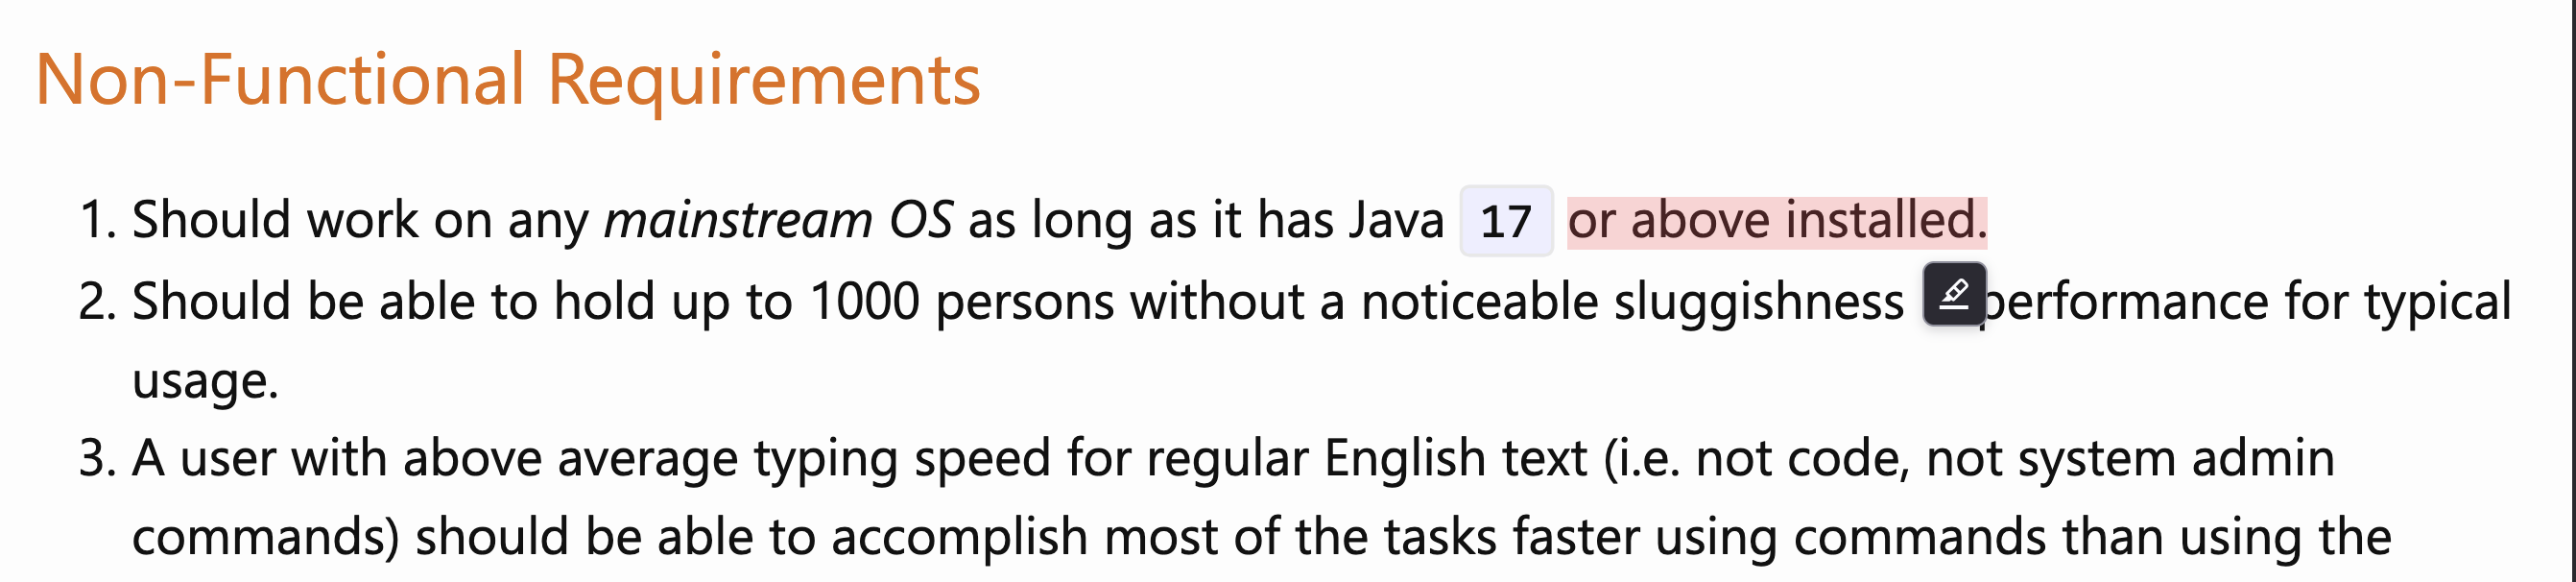 Non-Functional Requirements
1. Should work on any mainstream OS as long as it has Java 17 or above installed.
2. Should be able to hold up to 1000 persons without a noticeable sluggishness performance for typical
usage.
3. A user with above average typing speed for regular English text (i.e. not code, not system admin
commands) should be able to accomplish most of the tasks faster using commands than using the